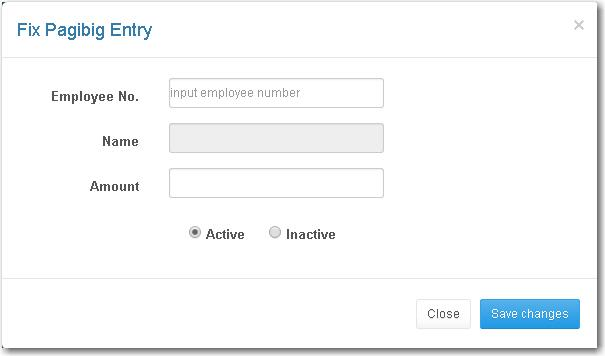 Fix Pagibig Entry ×
Employee No. input employee number
Name
Amount
Active Inactive
Close Save changes